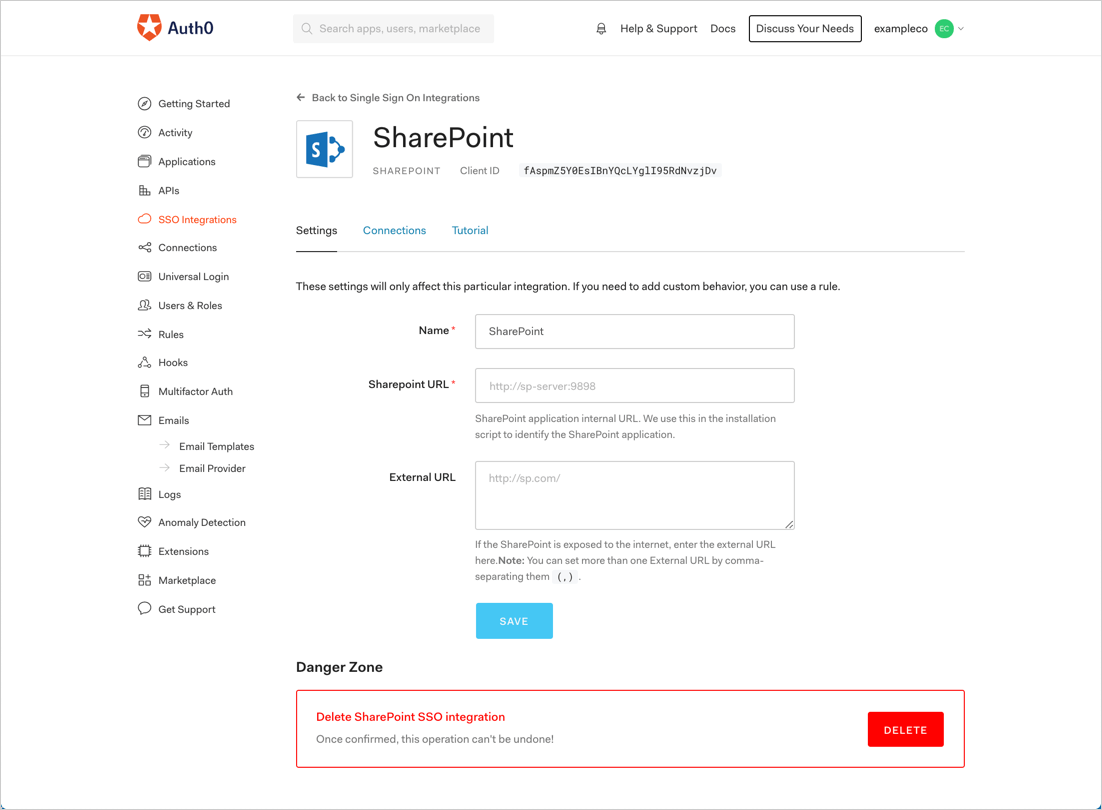 Auth0
Search apps, users, marketplace
Help & Support
Docs
Discuss Your Needs
exampleco
EC
Getting Started
Activity
Applications
APIs
SSO Integrations
Connections
Universal Login
Users & Roles
Rules
Hooks
Multifactor Auth
Emails
Email Templates
Email Provider
Logs
Anomaly Detection
Extensions
Marketplace
Get Support
Back to Single Sign On Integrations
S
SharePoint
SHAREPOINT
Client ID
fAspmZ5Y0EsIBnYQcLYglI95RdNvzjDv
Settings
Connections
Tutorial
These settings will only affect this particular integration. If you need to add custom behavior, you can use a rule.
Name*
SharePoint
Sharepoint URL*
http://sp-server:9898
SharePoint application internal URL. We use this in the installation
script to identify the SharePoint application.
External URL
http://sp.com/
If the SharePoint is exposed to the internet, enter the external URL
here.Note: You can set more than one External URL by comma-
separating them (,) .
SAVE
Danger Zone
Delete SharePoint SSO integration
Once confirmed, this operation can't be undone!
DELETE